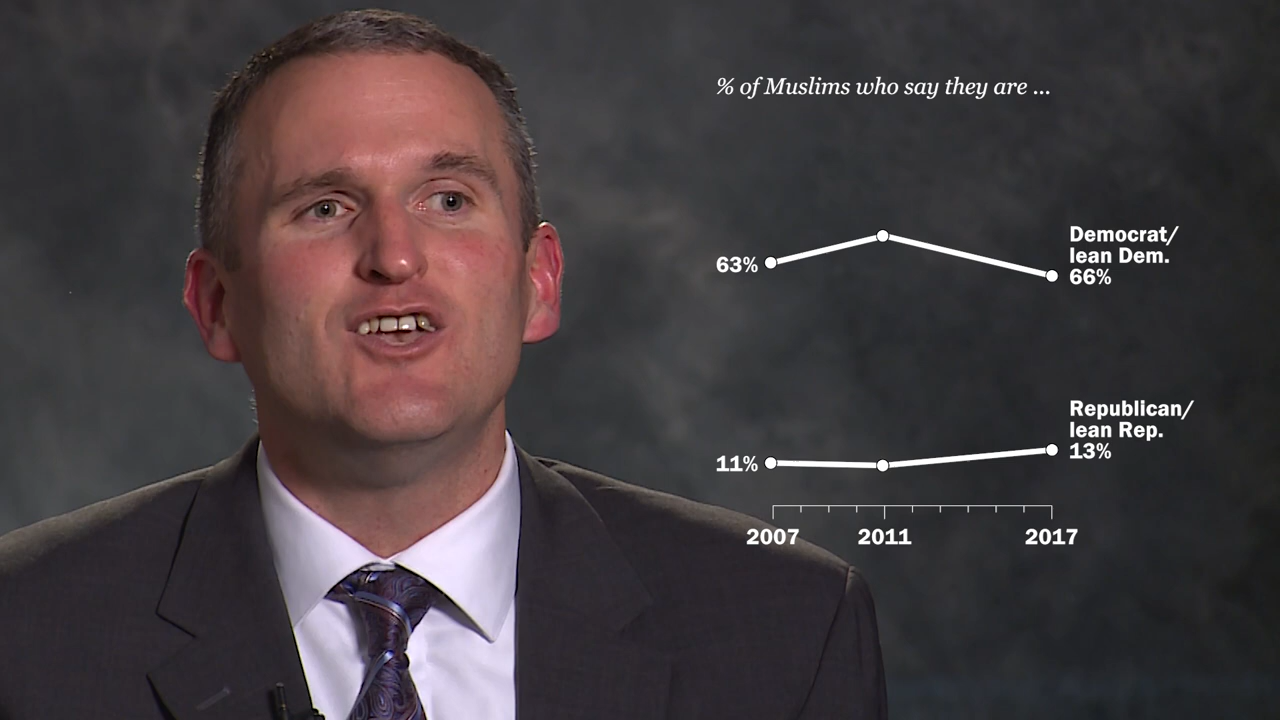 % of Muslims who say they are ...
63%
Democrat/
lean Dem.
66%
Republican/
lean Rep.
11%
13%
2007 2011 2017